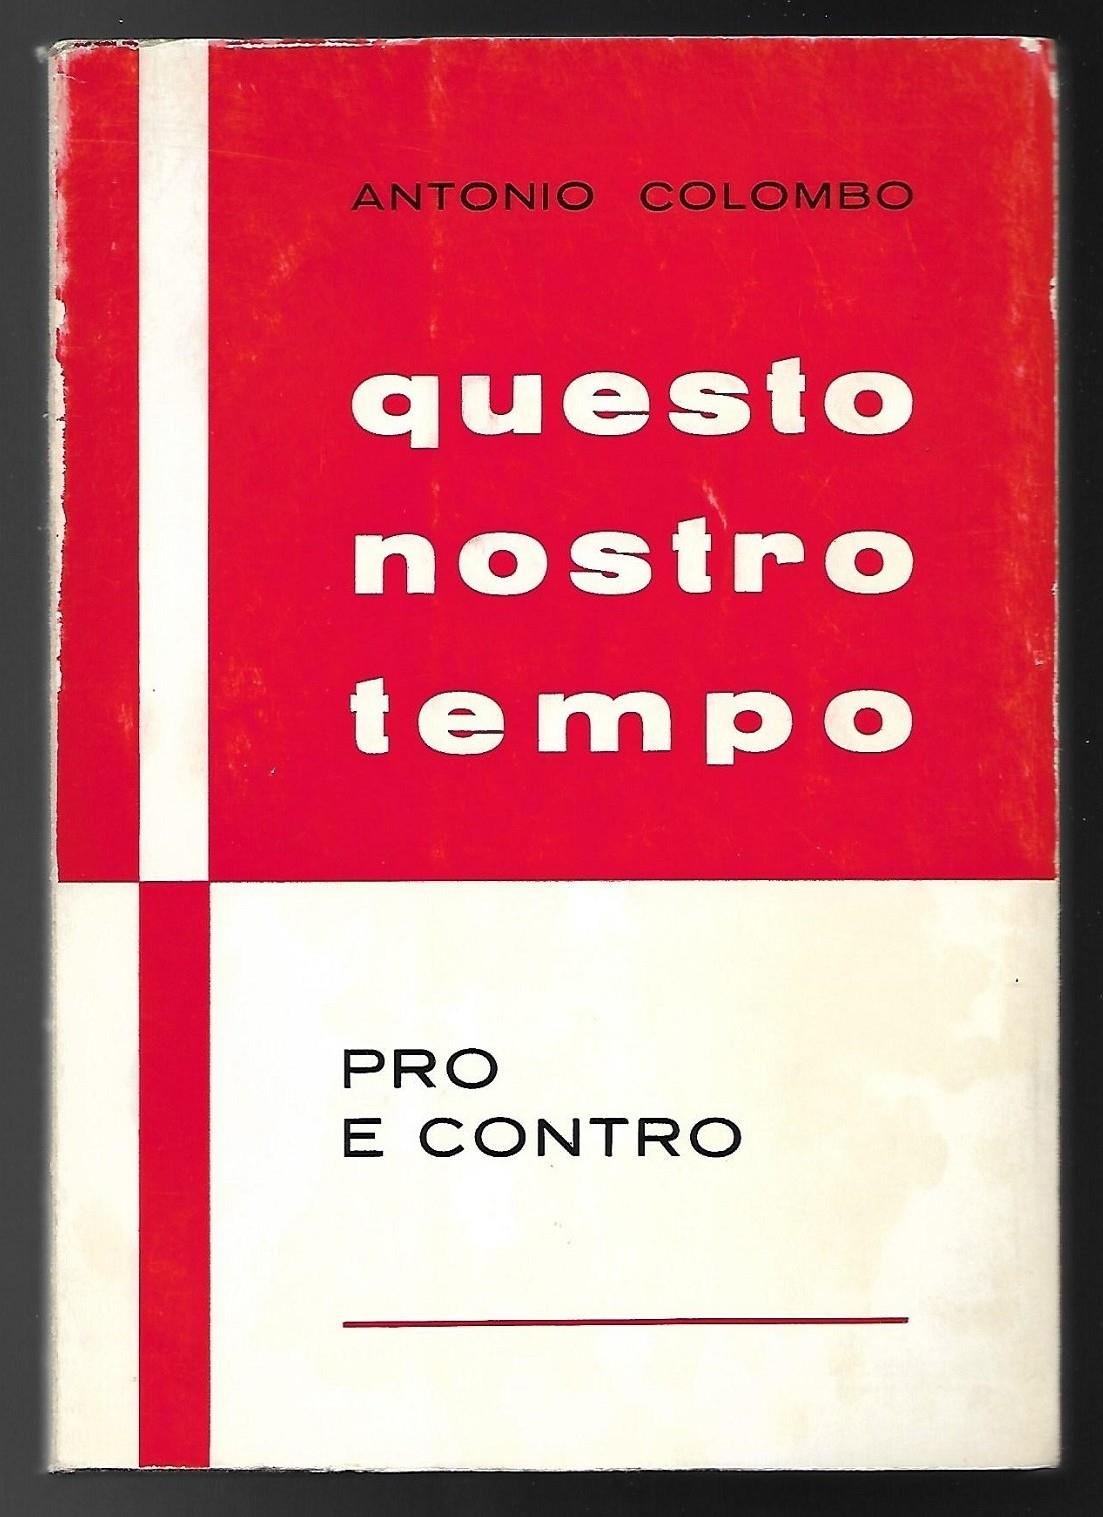 ANTONIO COLOMBO
questo
nostro
tempo
PRO
E CONTRO